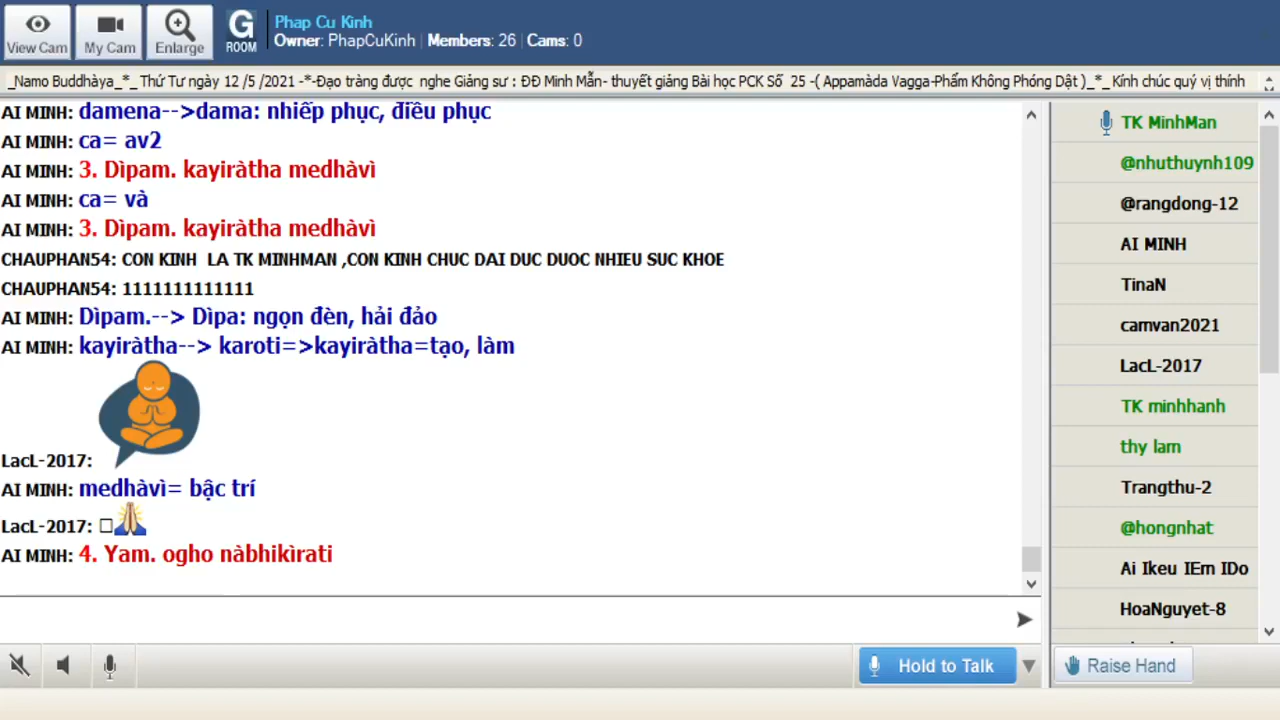 View Cam
My Cam
Enlarge
G
ROOM
Phap Cu Kinh
Owner: PhapCuKinh | Members: 26 | Cams: 0
_Namo Buddhàya_*_ Thứ Tư ngày 12 /5 /2021 -*-Đạo tràng được nghe Giảng sư : ĐĐ Minh Mẫn- thuyết giảng Bài học PCK Số 25 -( Appamàda Vagga-Phẩm Không Phóng Dật )_*_ Kính chúc quý vị thính
AI MINH: damena-->dama: nhiếp phục, điều phục
AI MINH: ca= av2
AI MINH: 3. Dìpam. kayiràtha medhàvì
AI MINH: ca= và
AI MINH: 3. Dìpam. kayiràtha medhàvì
CHAUPHAN54: CON KINH LA TK MINHMAN ,CON KINH CHUC DAI DUC DUOC NHIEU SUC KHOE
CHAUPHAN54: 1111111111111
AI MINH: Dìpam.--> Dìpa: ngọn đèn, hải đảo
AI MINH: kayiràtha--> karoti=>kayiràtha=tạo, làm
LacL-2017:
AI MINH: medhàvì= bậc trí
LacL-2017:
AI MINH: 4. Yam. ogho nàbhikìrati
TK MinhMan
@nhuthuynh109
@rangdong-12
AI MINH
TinaN
camvan2021
LacL-2017
TK minhhanh
thy lam
Trangthu-2
@hongnhat
Ai Ikeu IEm IDo
HoaNguyet-8
Hold to Talk
Raise Hand